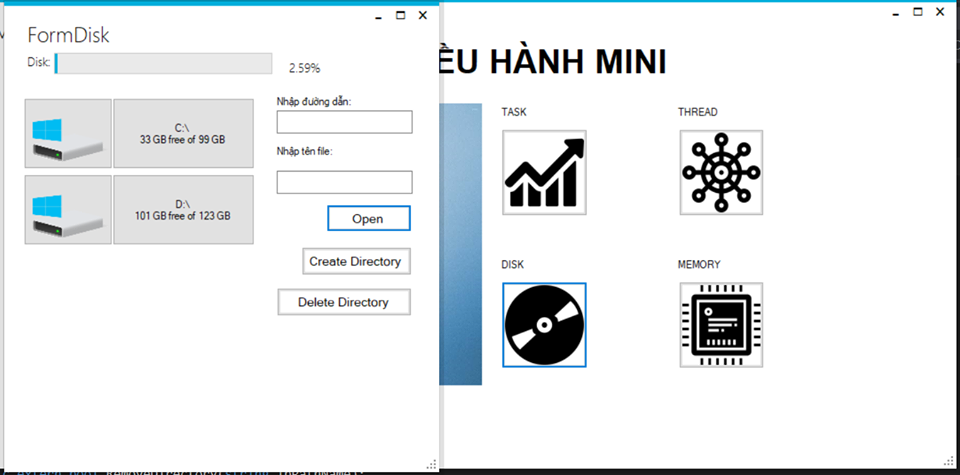 FormDisk
Disk:
2.59%
C:\
33 GB free of 99 GB
D:\
101 GB free of 123 GB
Nhập đường dẫn:
Nhập tên file:
Open
Create Directory
Delete Directory
ỀU HÀNH MINI
TASK
THREAD
DISK
MEMORY